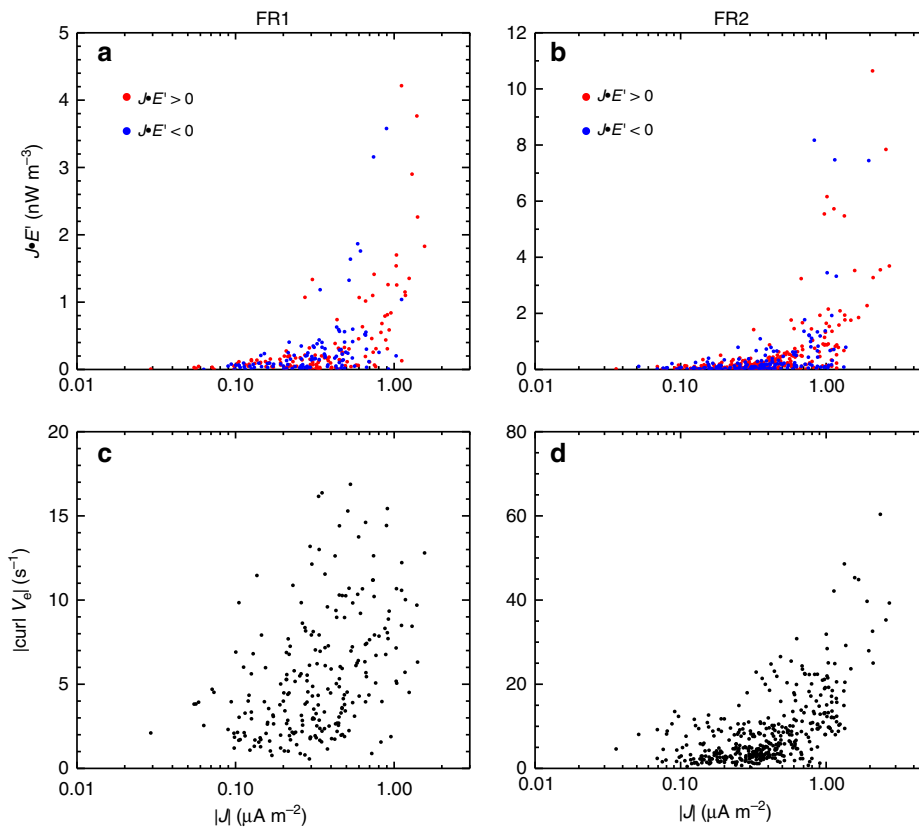 FR1
FR2
a
b
5
4
3
2
1
0
12
10
8
6
4
2
0
J•E′ > 0
J•E′ < 0
J•E′ > 0
J•E′ < 0
J•E′ (nW m−3)
0.01
0.10
1.00
0.01
0.10
1.00
c
d
20
15
10
5
0
80
60
40
20
0
|curl Ve| (s−1)
0.01
0.10
1.00
0.01
0.10
1.00
|J| (μA m−2)
|J| (μA m−2)